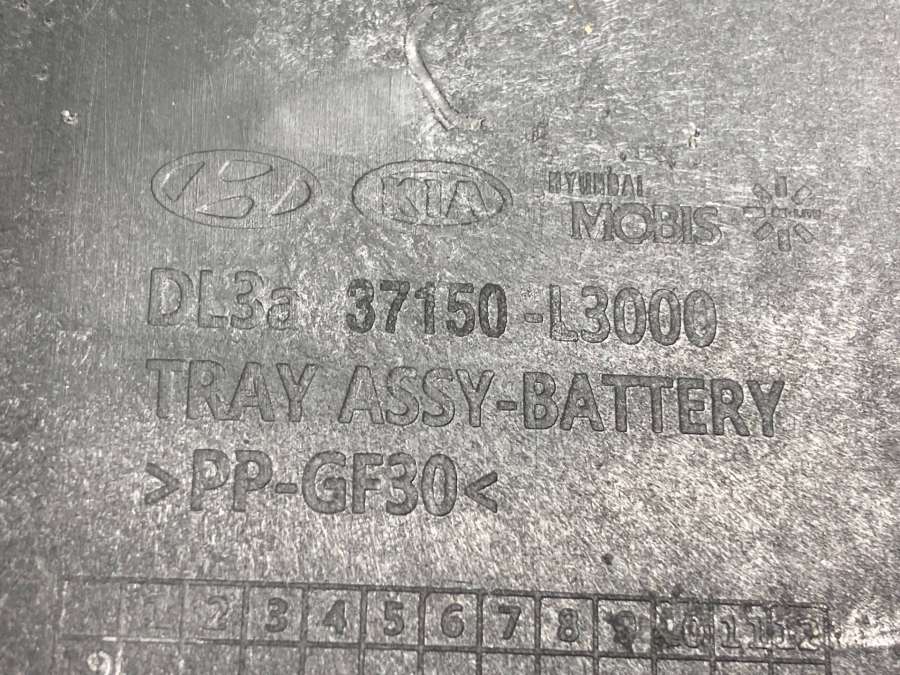 KIA HYUNDAI MOBIS
DL3a 37150-L3000
TRAY ASSY-BATTERY
>PP-GF30<
1 2 3 4 5 6 7 8 9 10 11 12